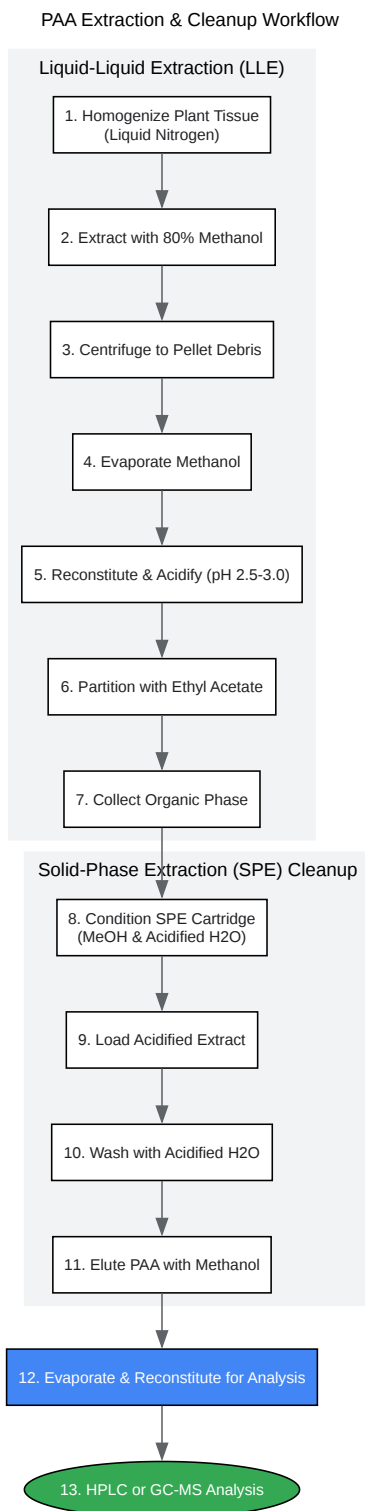 PAA Extraction & Cleanup Workflow
Liquid-Liquid Extraction (LLE)
1. Homogenize Plant Tissue
(Liquid Nitrogen)
2. Extract with 80% Methanol
3. Centrifuge to Pellet Debris
4. Evaporate Methanol
5. Reconstitute & Acidify (pH 2.5-3.0)
6. Partition with Ethyl Acetate
7. Collect Organic Phase
Solid-Phase Extraction (SPE) Cleanup
8. Condition SPE Cartridge
(MeOH & Acidified H2O)
9. Load Acidified Extract
10. Wash with Acidified H2O
11. Elute PAA with Methanol
12. Evaporate & Reconstitute for Analysis
13. HPLC or GC-MS Analysis